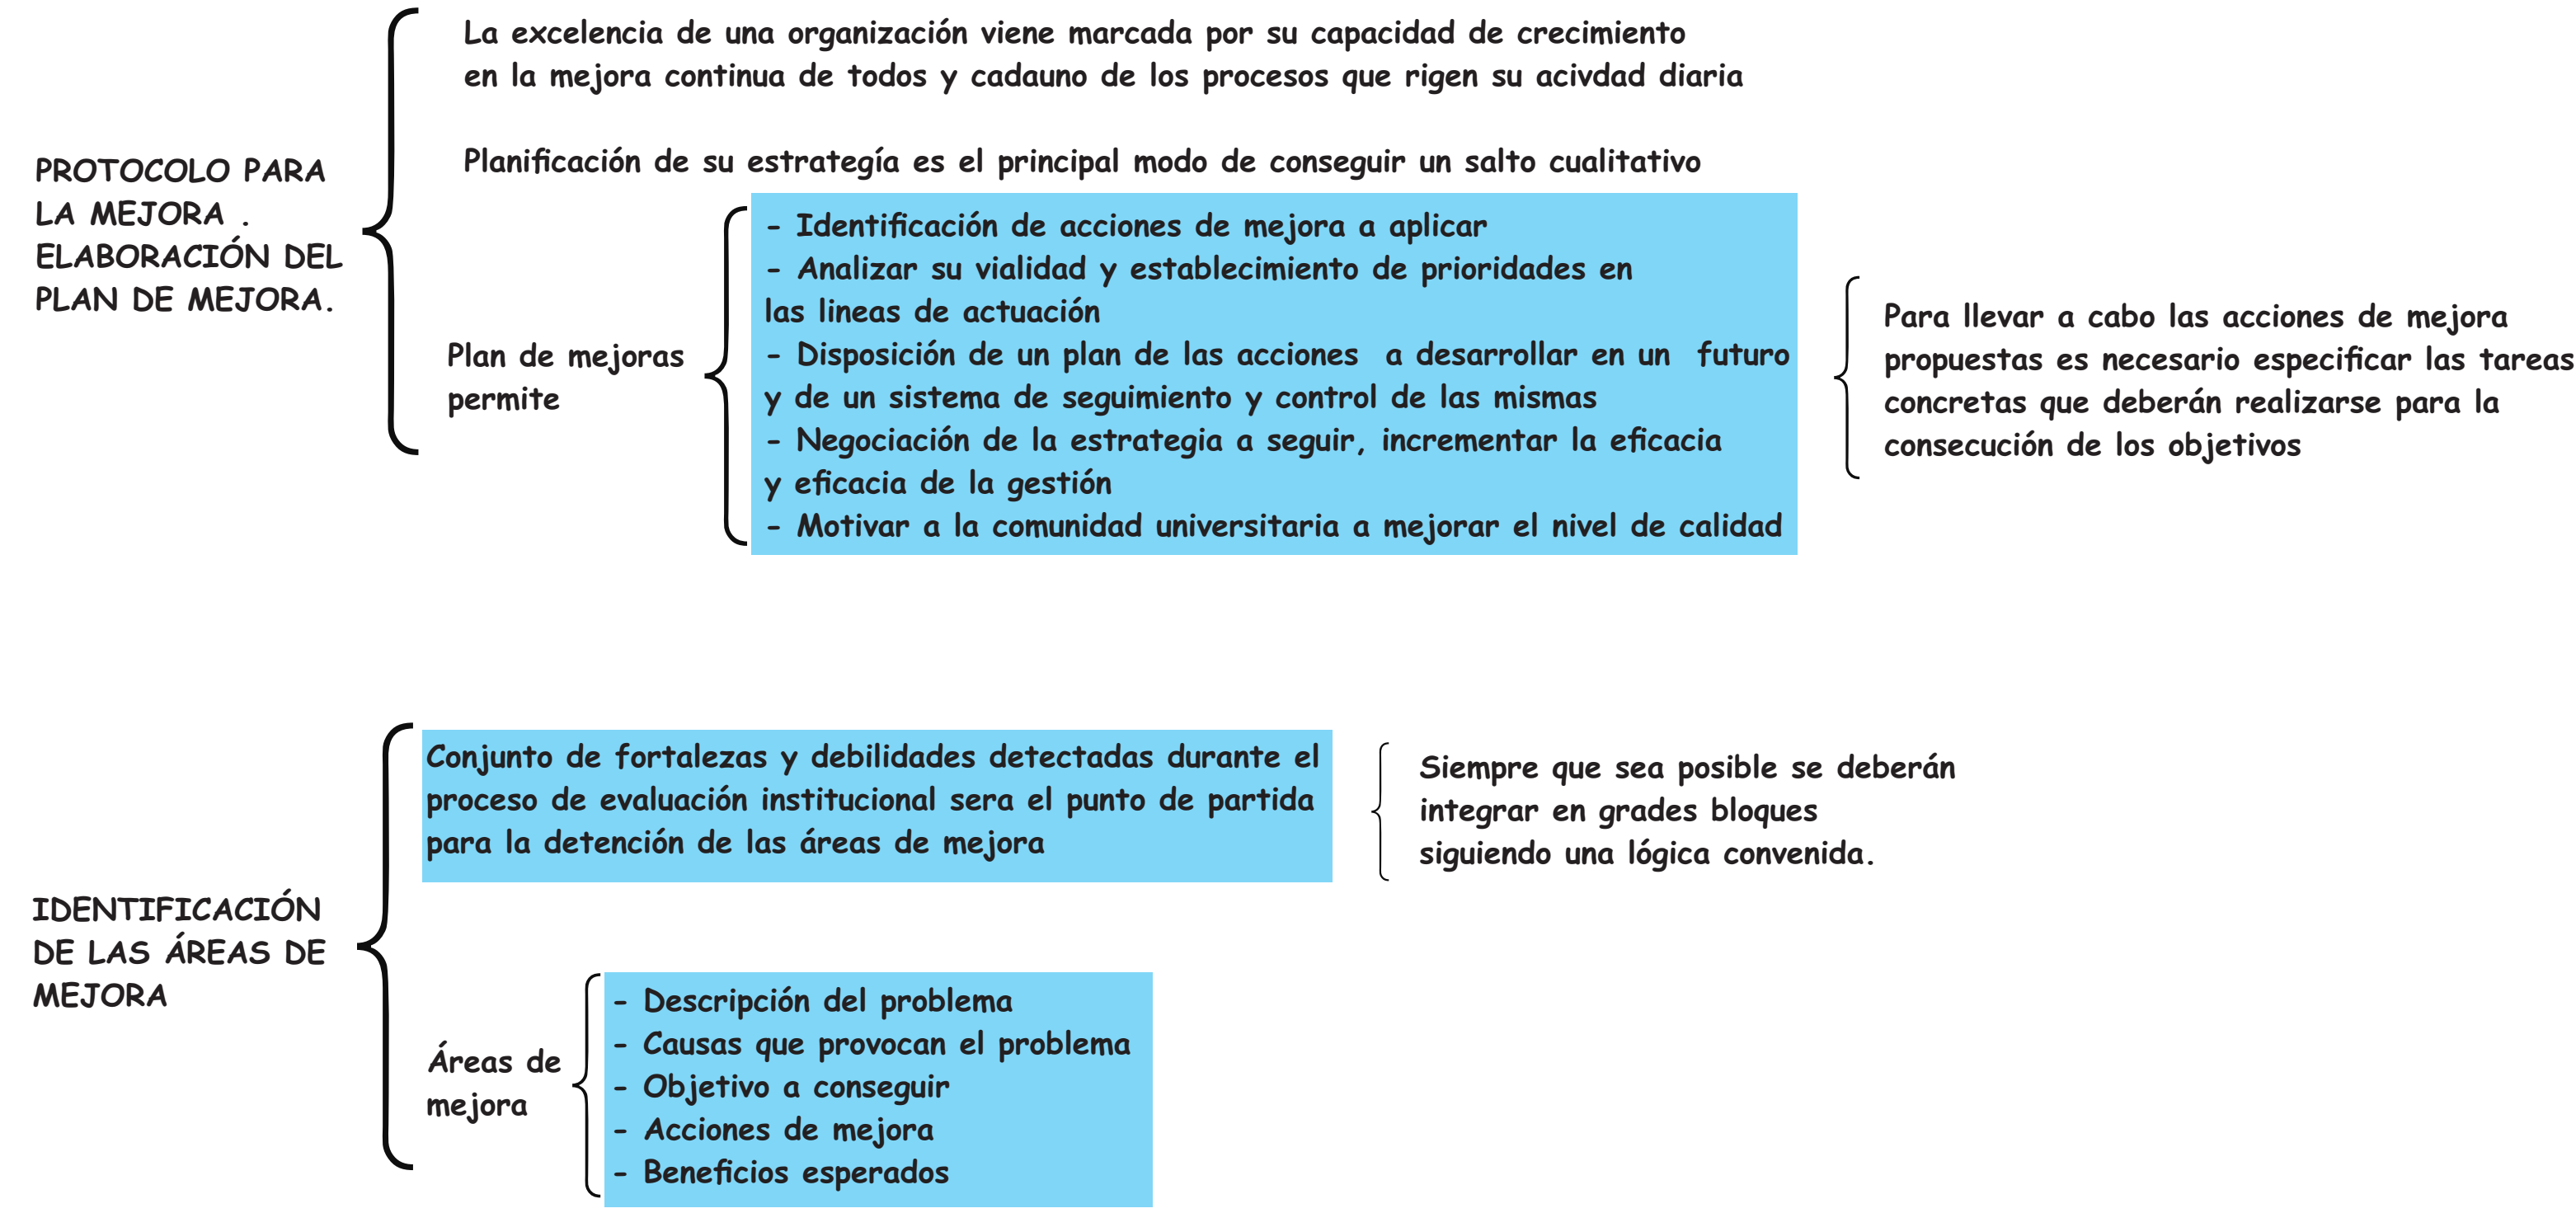 PROTOCOLO PARA
LA MEJORA .
ELABORACIÓN DEL
PLAN DE MEJORA.
La excelencia de una organización viene marcada por su capacidad de crecimiento
en la mejora continua de todos y cadauno de los procesos que rigen su acivdad diaria
Planificación de su estrategía es el principal modo de conseguir un salto cualitativo
Plan de mejoras
permite
- Identificación de acciones de mejora a aplicar
- Analizar su vialidad y establecimiento de prioridades en
las lineas de actuación
- Disposición de un plan de las acciones a desarrollar en un futuro
y de un sistema de seguimiento y control de las mismas
- Negociación de la estrategia a seguir, incrementar la eficacia
y eficacia de la gestión
- Motivar a la comunidad universitaria a mejorar el nivel de calidad
Para llevar a cabo las acciones de mejora
propuestas es necesario especificar las tareas
concretas que deberán realizarse para la
consecución de los objetivos
IDENTIFICACIÓN
DE LAS ÁREAS DE
MEJORA
Conjunto de fortalezas y debilidades detectadas durante el
proceso de evaluación institucional sera el punto de partida
para la detención de las áreas de mejora
Siempre que sea posible se deberán
integrar en grades bloques
siguiendo una lógica convenida.
Áreas de
mejora
- Descripción del problema
- Causas que provocan el problema
- Objetivo a conseguir
- Acciones de mejora
- Beneficios esperados